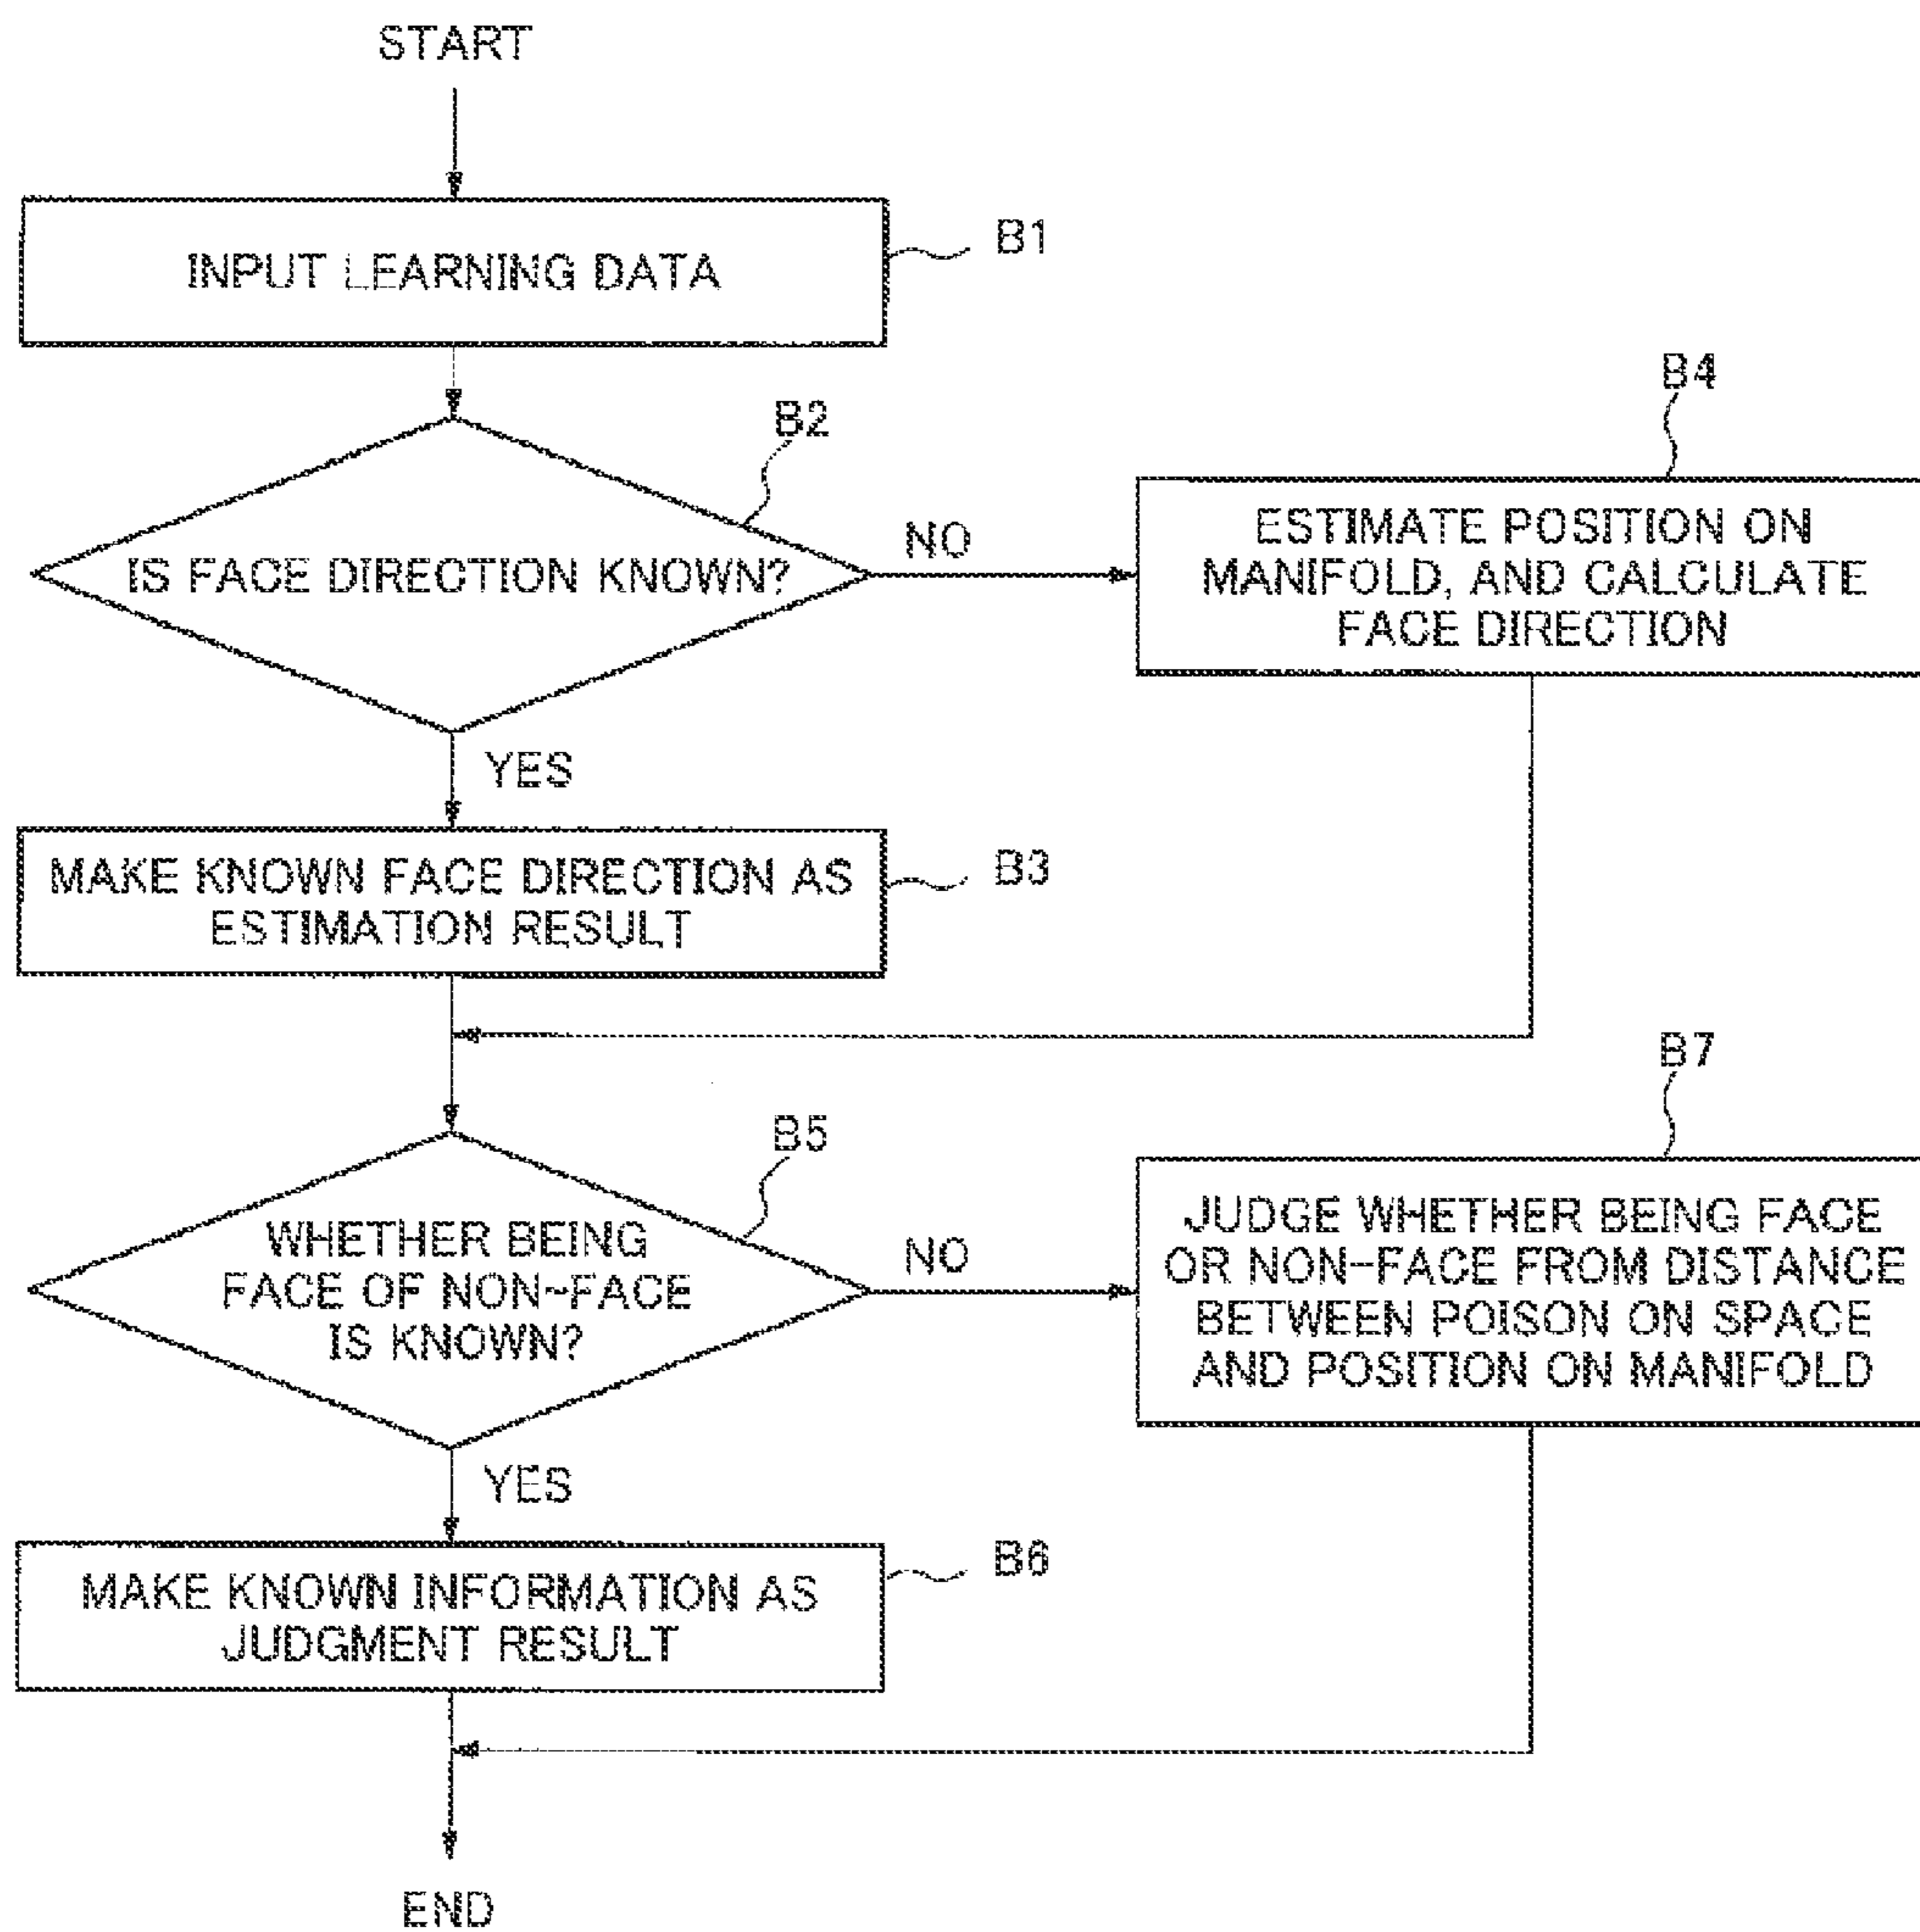 START
INPUT LEARNING DATA
B1
B2
IS FACE DIRECTION KNOWN?
NO
B4
ESTIMATE POSITION ON
MANIFOLD, AND CALCULATE
FACE DIRECTION
YES
MAKE KNOWN FACE DIRECTION AS
ESTIMATION RESULT
B3
B5
WHETHER BEING
FACE OF NON-FACE
IS KNOWN?
NO
B7
JUDGE WHETHER BEING FACE
OR NON-FACE FROM DISTANCE
BETWEEN POISON ON SPACE
AND POSITION ON MANIFOLD
YES
MAKE KNOWN INFORMATION AS
JUDGMENT RESULT
B6
END